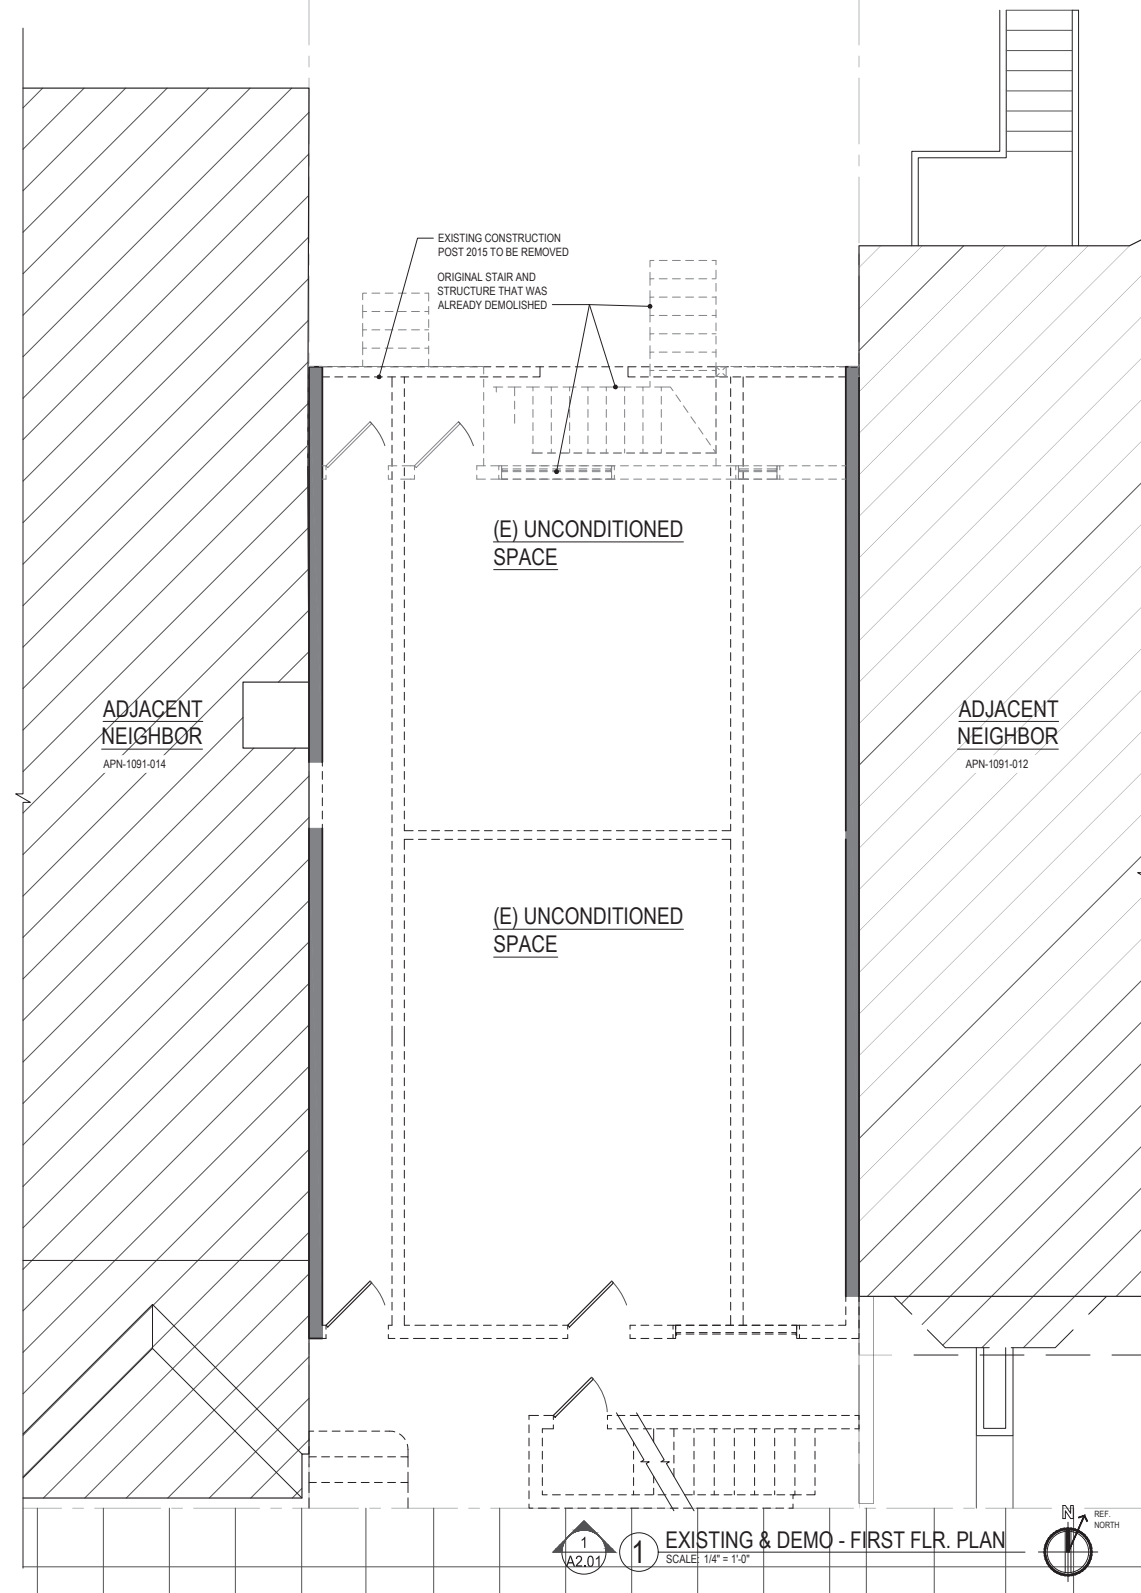 EXISTING CONSTRUCTION
POST 2015 TO BE REMOVED
ORIGINAL STAIR AND
STRUCTURE THAT WAS
ALREADY DEMOLISHED
(E) UNCONDITIONED
SPACE
ADJACENT
NEIGHBOR
APN-1091-014
ADJACENT
NEIGHBOR
APN-1091-012
(E) UNCONDITIONED
SPACE
1
A2.01
1
EXISTING & DEMO - FIRST FLR. PLAN
SCALE: 1/4" = 1'-0"
N
REF.
NORTH